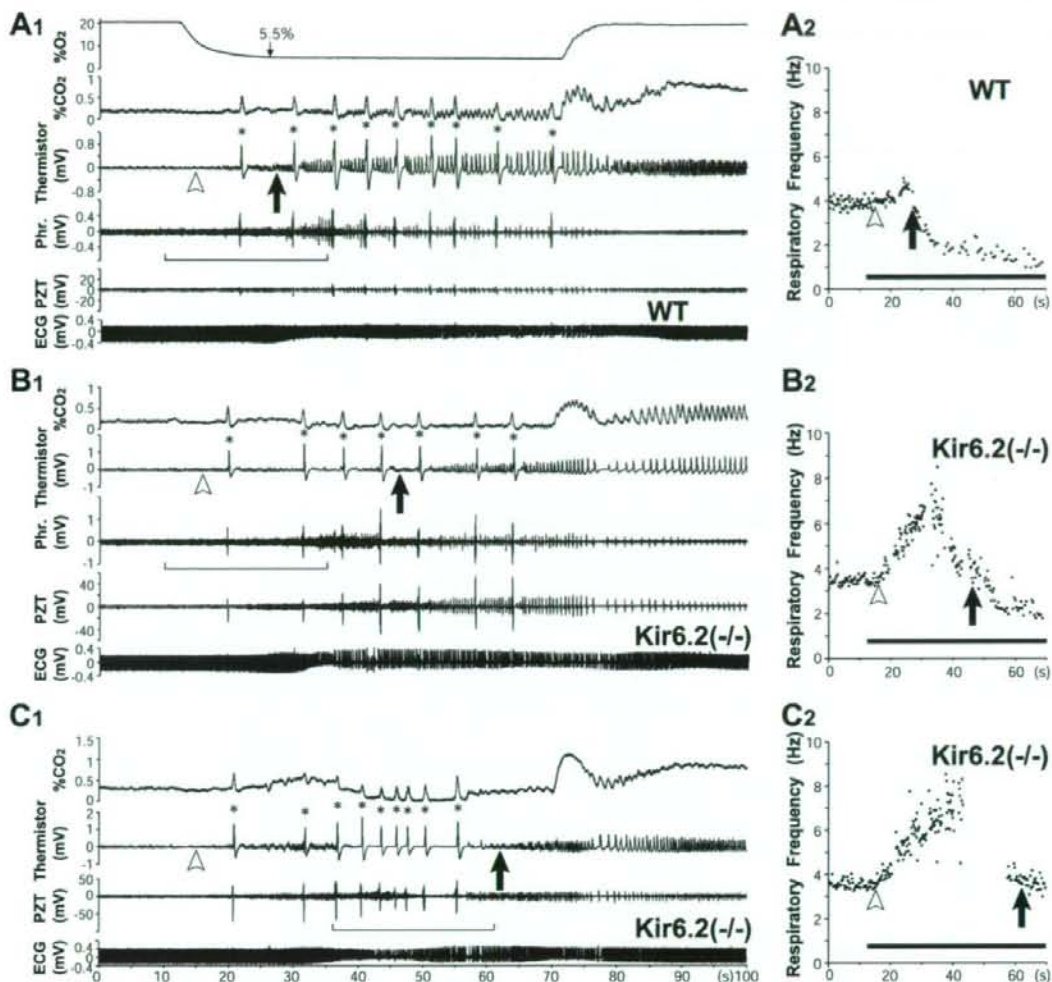 A1
%O2
20
10
0
5.5%
%CO2
1
0.5
0
Thermistor (mV)
0.8
0
-0.8
* * * * * * * * *
Phr. (mV)
0.4
0
-0.4
PZT (mV)
20
0
-20
ECG (mV)
0.4
0
-0.4
WT
A2
WT
Respiratory Frequency (Hz)
10
8
6
4
2
0
0 20 40 60 (s)
B1
%CO2
1
0.5
0
Thermistor (mV)
1
0
-1
* * * * * * *
Phr. (mV)
1
0
-1
PZT (mV)
40
0
-40
ECG (mV)
0.4
0
-0.4
Kir6.2(-/-)
B2
Kir6.2(-/-)
Respiratory Frequency (Hz)
10
8
6
4
2
0
0 20 40 60 (s)
C1
%CO2
1.5
1
0.5
0
Thermistor (mV)
1
0
-1
* * * * * * * * *
PZT (mV)
50
0
-50
ECG (mV)
0.4
0
-0.4
Kir6.2(-/-)
0 10 20 30 40 50 60 70 80 90 (s)100
C2
Kir6.2(-/-)
Respiratory Frequency (Hz)
10
8
6
4
2
0
0 20 40 60 (s)